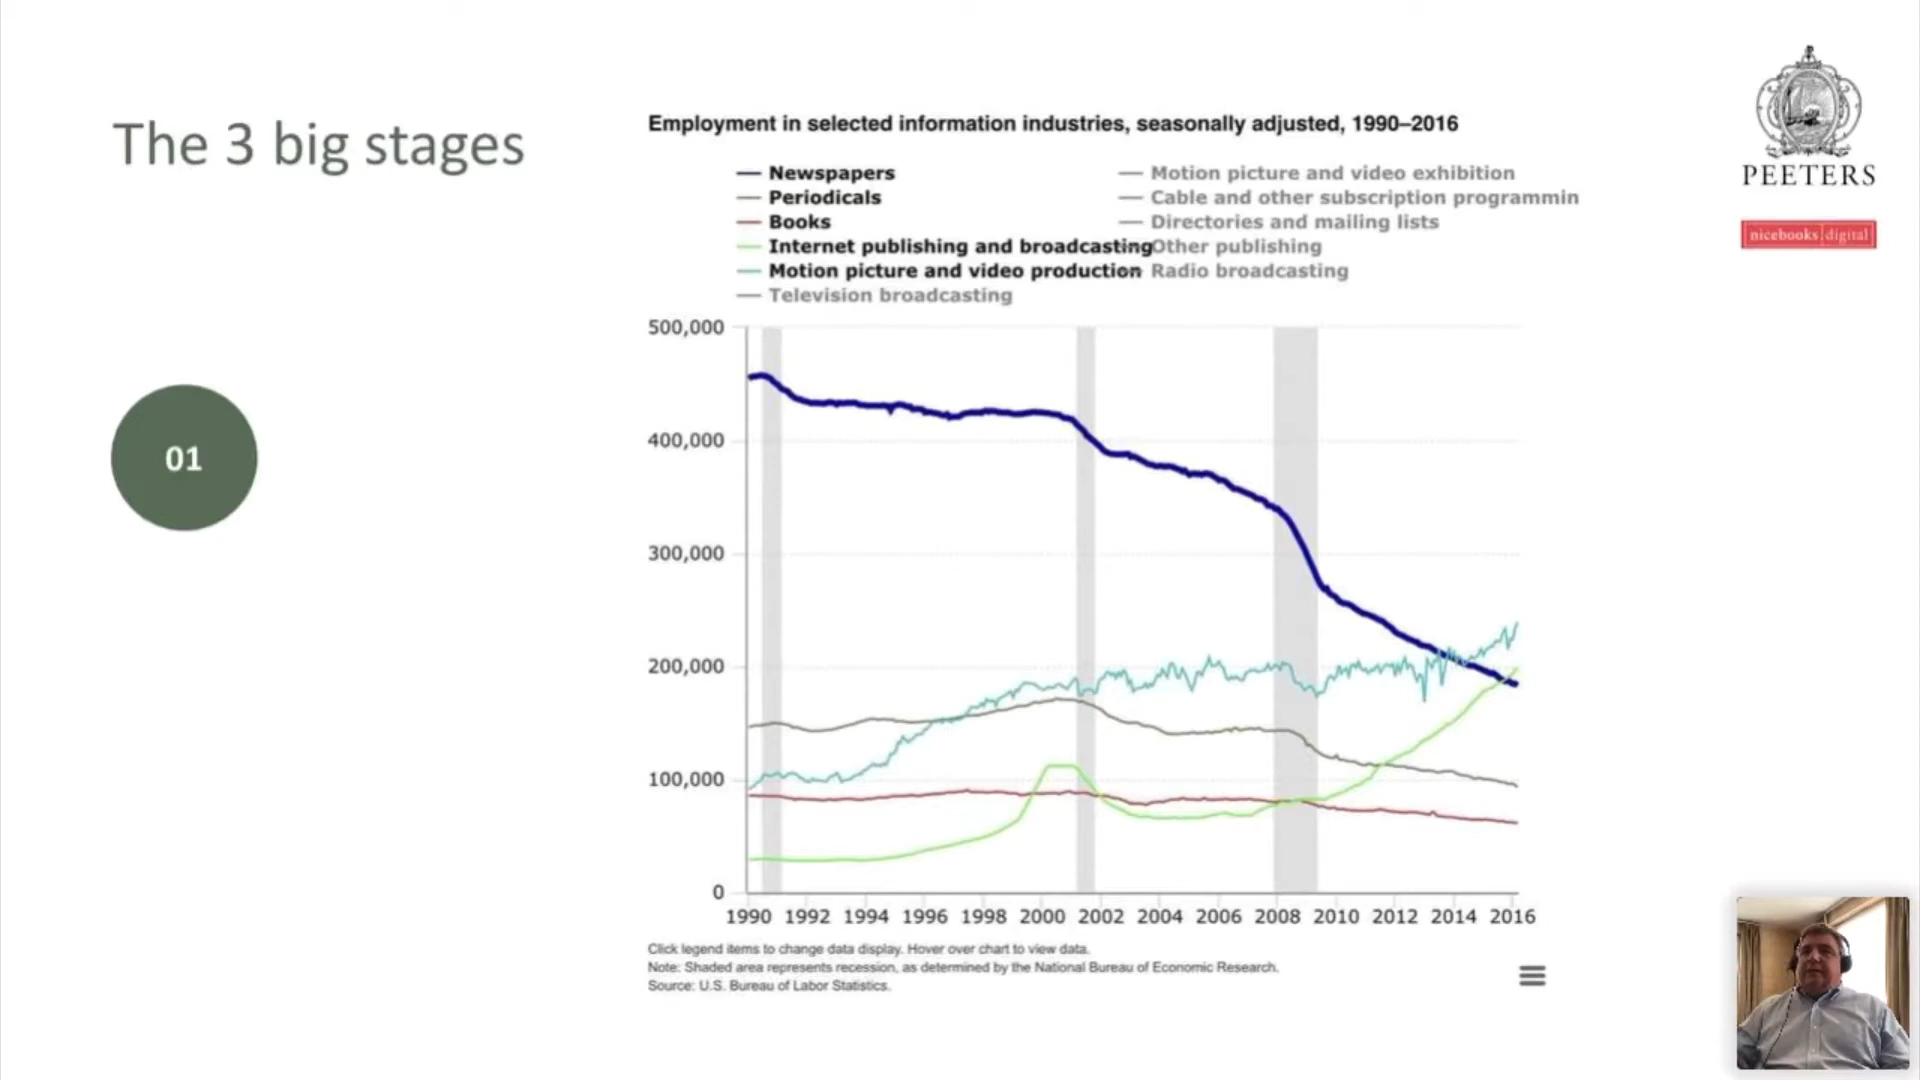 The 3 big stages
01
Employment in selected information industries, seasonally adjusted, 1990–2016
Newspapers
Periodicals
Books
Internet publishing and broadcasting
Motion picture and video production
Television broadcasting
Motion picture and video exhibition
Cable and other subscription programmin
Directories and mailing lists
Other publishing
Radio broadcasting
500,000
400,000
300,000
200,000
100,000
0
1990 1992 1994 1996 1998 2000 2002 2004 2006 2008 2010 2012 2014 2016
Click legend items to change data display. Hover over chart to view data.
Note: Shaded area represents recession, as determined by the National Bureau of Economic Research.
Source: U.S. Bureau of Labor Statistics.
PEETERS
nicebooks digital